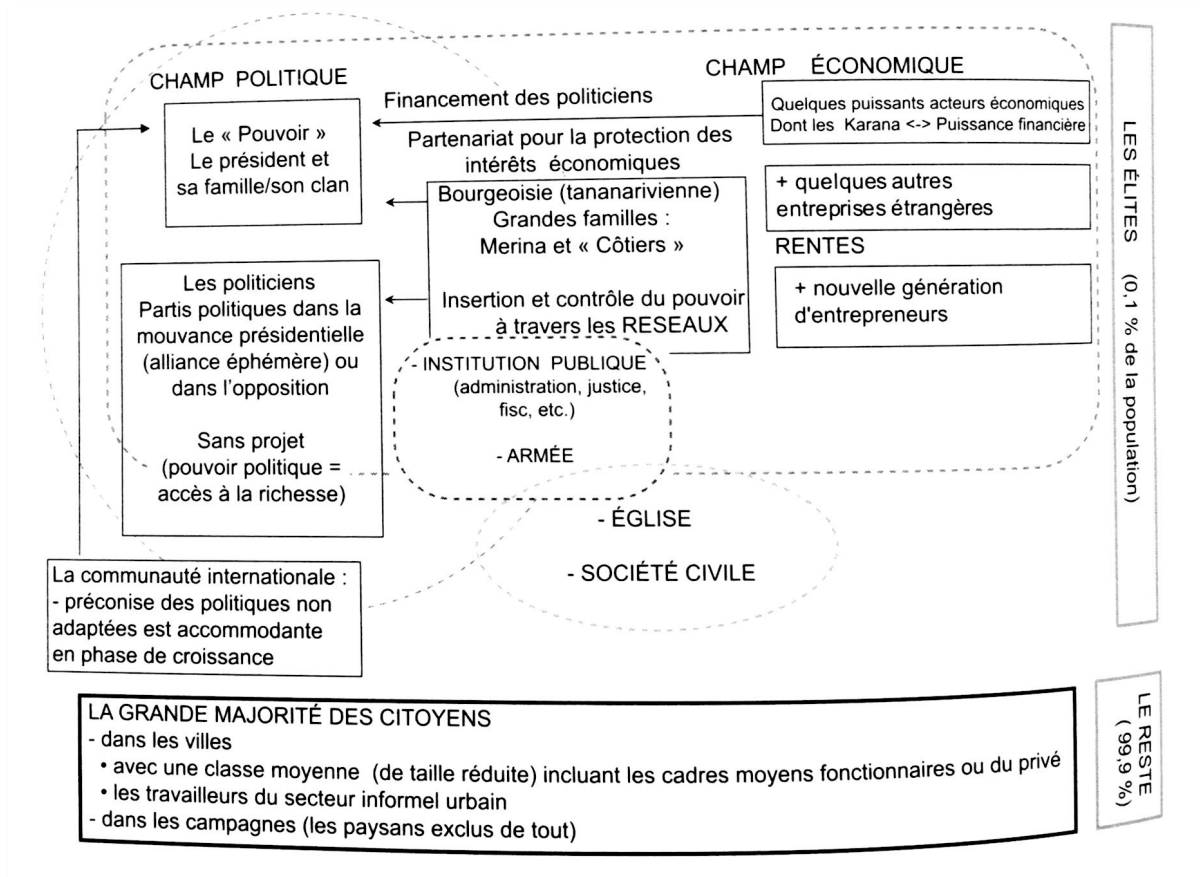 CHAMP POLITIQUE
CHAMP ÉCONOMIQUE
Le « Pouvoir »
Le président et
sa famille/son clan
Financement des politiciens
Partenariat pour la protection des
intérêts économiques
Quelques puissants acteurs économiques
Dont les Karana <-> Puissance financière
+ quelques autres
entreprises étrangères
RENTES
+ nouvelle génération
d'entrepreneurs
Bourgeoisie (tananarivienne)
Grandes familles :
Merina et « Côtiers »
Insertion et contrôle du pouvoir
à travers les RESEAUX
Les politiciens
Partis politiques dans la
mouvance présidentielle
(alliance éphémère) ou
dans l'opposition
Sans projet
(pouvoir politique =
accès à la richesse)
- INSTITUTION PUBLIQUE
(administration, justice,
fisc, etc.)
- ARMÉE
- ÉGLISE
- SOCIÉTÉ CIVILE
La communauté internationale :
- préconise des politiques non
adaptées est accommodante
en phase de croissance
LES ÉLITES (0,1 % de la population)
LA GRANDE MAJORITÉ DES CITOYENS
- dans les villes
• avec une classe moyenne (de taille réduite) incluant les cadres moyens fonctionnaires ou du privé
• les travailleurs du secteur informel urbain
- dans les campagnes (les paysans exclus de tout)
LE RESTE
( 99,9 %)